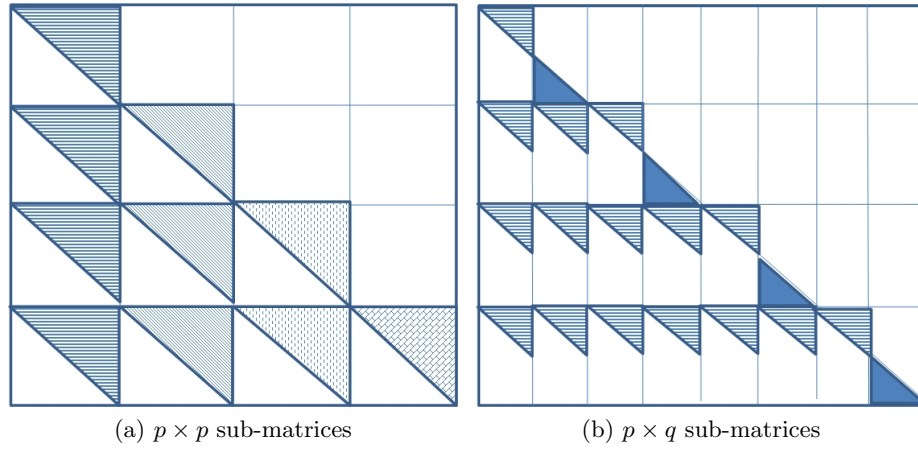 (a) p × p sub-matrices
(b) p × q sub-matrices